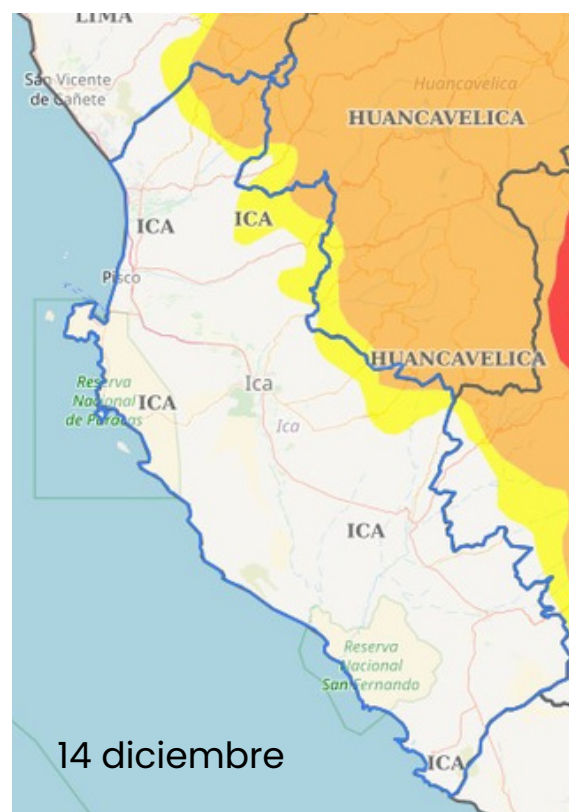 LIMA
San Vicente
de Cañete
Huancavelica
HUANCAVELICA
ICA
ICA
Pisco
HUANCAVELICA
Ica
Reserva
Nacional
de Paracas
ICA
Ica
ICA
Reserva
Nacional
San Fernando
14 diciembre
ICA